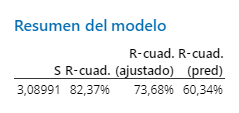 Resumen del modelo
R-cuad. R-cuad.
S R-cuad. (ajustado) (pred)
3,08991 82,37% 73,68% 60,34%